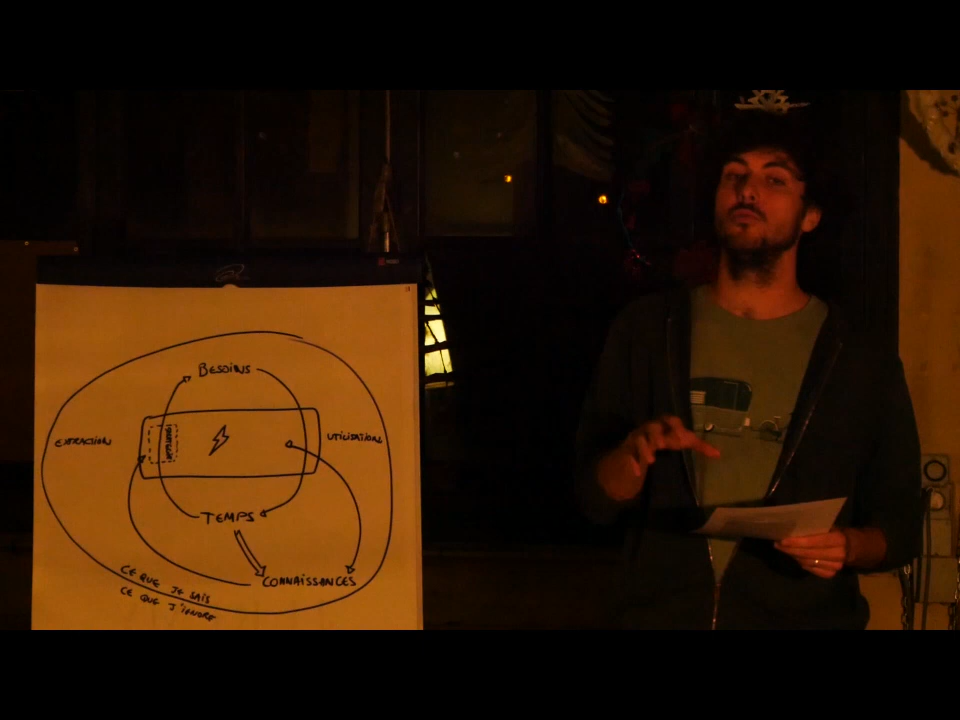 BESOINS
EXTRACTION
UTILISATIONS
TEMPS
CONNAISSANCES
CE QUE JE SAIS
CE QUE J'IGNORE